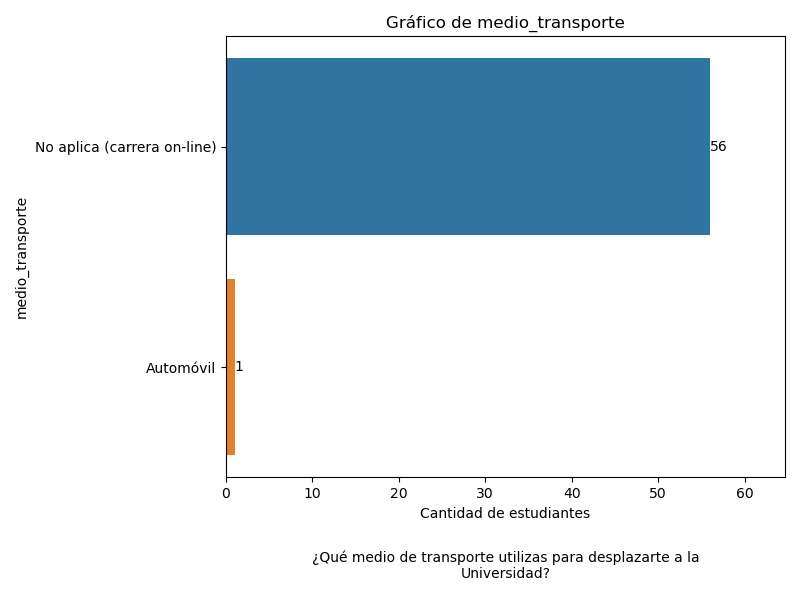 Gráfico de medio_transporte
medio_transporte
No aplica (carrera on-line)
56
Automóvil
1
0 10 20 30 40 50 60
Cantidad de estudiantes
¿Qué medio de transporte utilizas para desplazarte a la
Universidad?